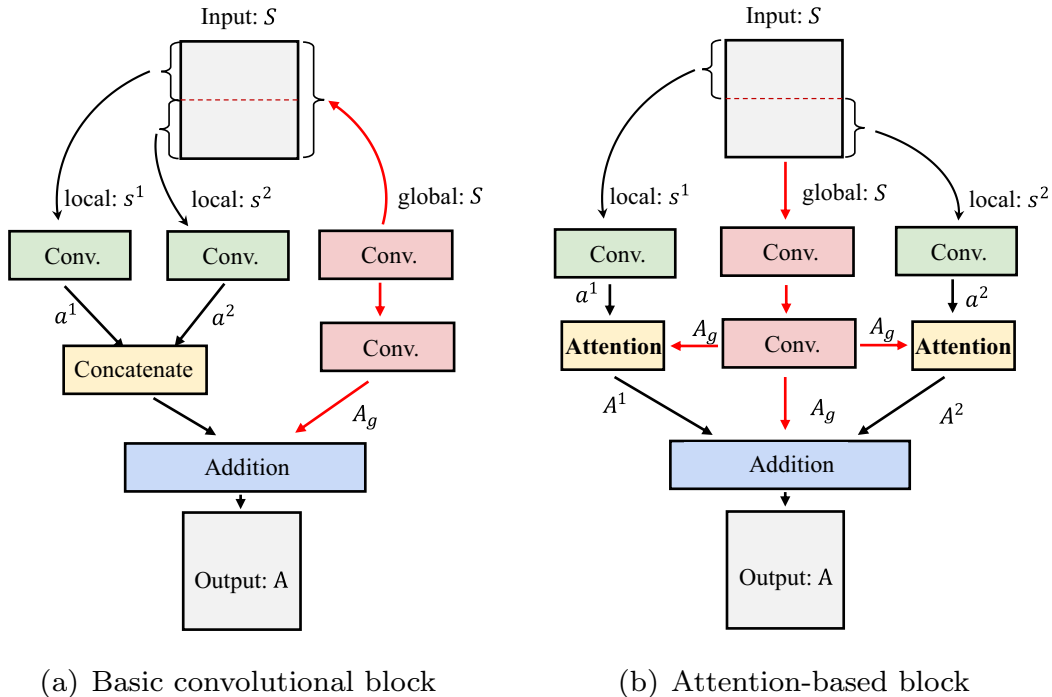 Input: S
local: s¹
local: s²
global: S
Conv.
Conv.
Conv.
a¹
a²
Conv.
Concatenate
A_g
Addition
Output: A
(a) Basic convolutional block
Input: S
local: s¹
global: S
local: s²
Conv.
Conv.
Conv.
a¹
a²
A_g
A_g
Attention
Conv.
Attention
A¹
A_g
A²
Addition
Output: A
(b) Attention-based block